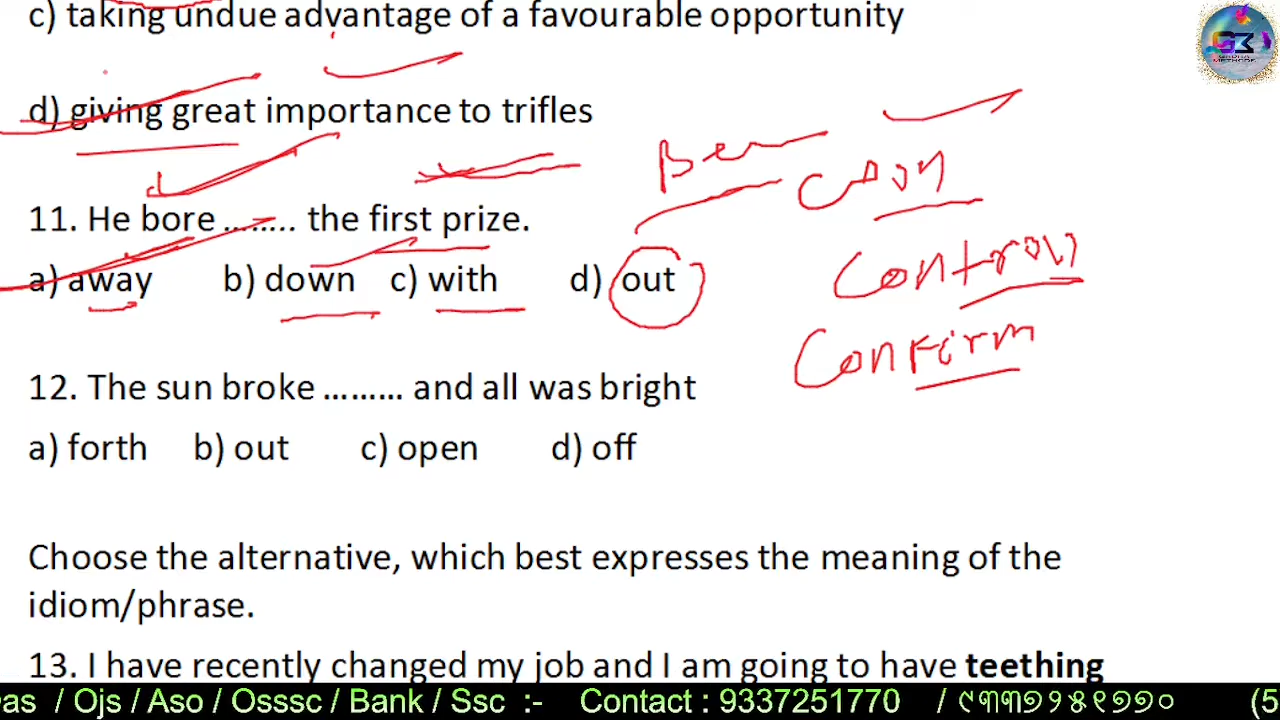 c) taking undue advantage of a favourable opportunity
d) giving great importance to trifles
11. He bore …….. the first prize.
a) away b) down c) with d) out
Con
Control
Confirm
12. The sun broke ……… and all was bright
a) forth b) out c) open d) off
Choose the alternative, which best expresses the meaning of the
idiom/phrase.
13. I have recently changed my job and I am going to have teething
/ Ojs / Aso / Osssc / Bank / Ssc :- Contact : 9337251770 / ୯୩୩୭୨୫୧୭୭୦ (5